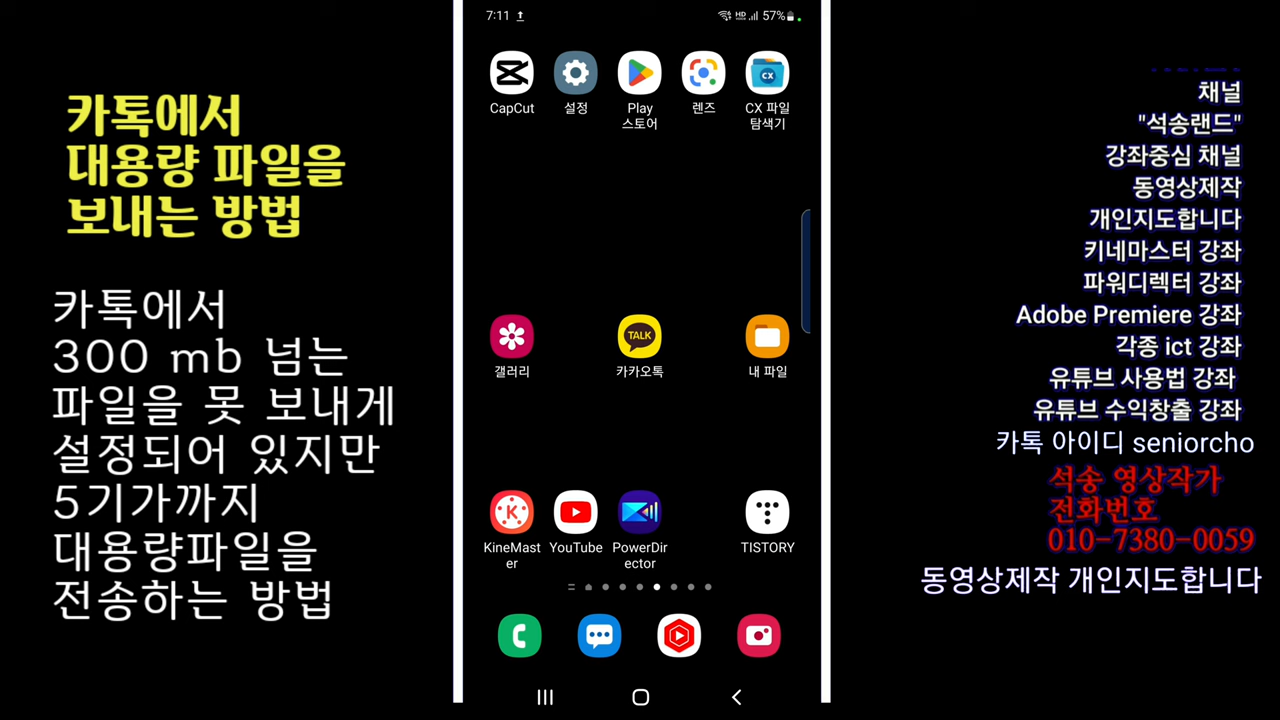 카톡에서
대용량 파일을
보내는 방법
카톡에서
300 mb 넘는
파일을 못 보내게
설정되어 있지만
5기가까지
대용량파일을
전송하는 방법
7:11
57%
CapCut
설정
Play
스토어
렌즈
CX
CX 파일
탐색기
갤러리
TALK
카카오톡
내 파일
KineMast
er
YouTube
PowerDir
ector
TISTORY
채널
"석송랜드"
강좌중심 채널
동영상제작
개인지도합니다
키네마스터 강좌
파워디렉터 강좌
Adobe Premiere 강좌
각종 ict 강좌
유튜브 사용법 강좌
유튜브 수익창출 강좌
카톡 아이디 seniorcho
석송 영상작가
전화번호
010-7380-0059
동영상제작 개인지도합니다